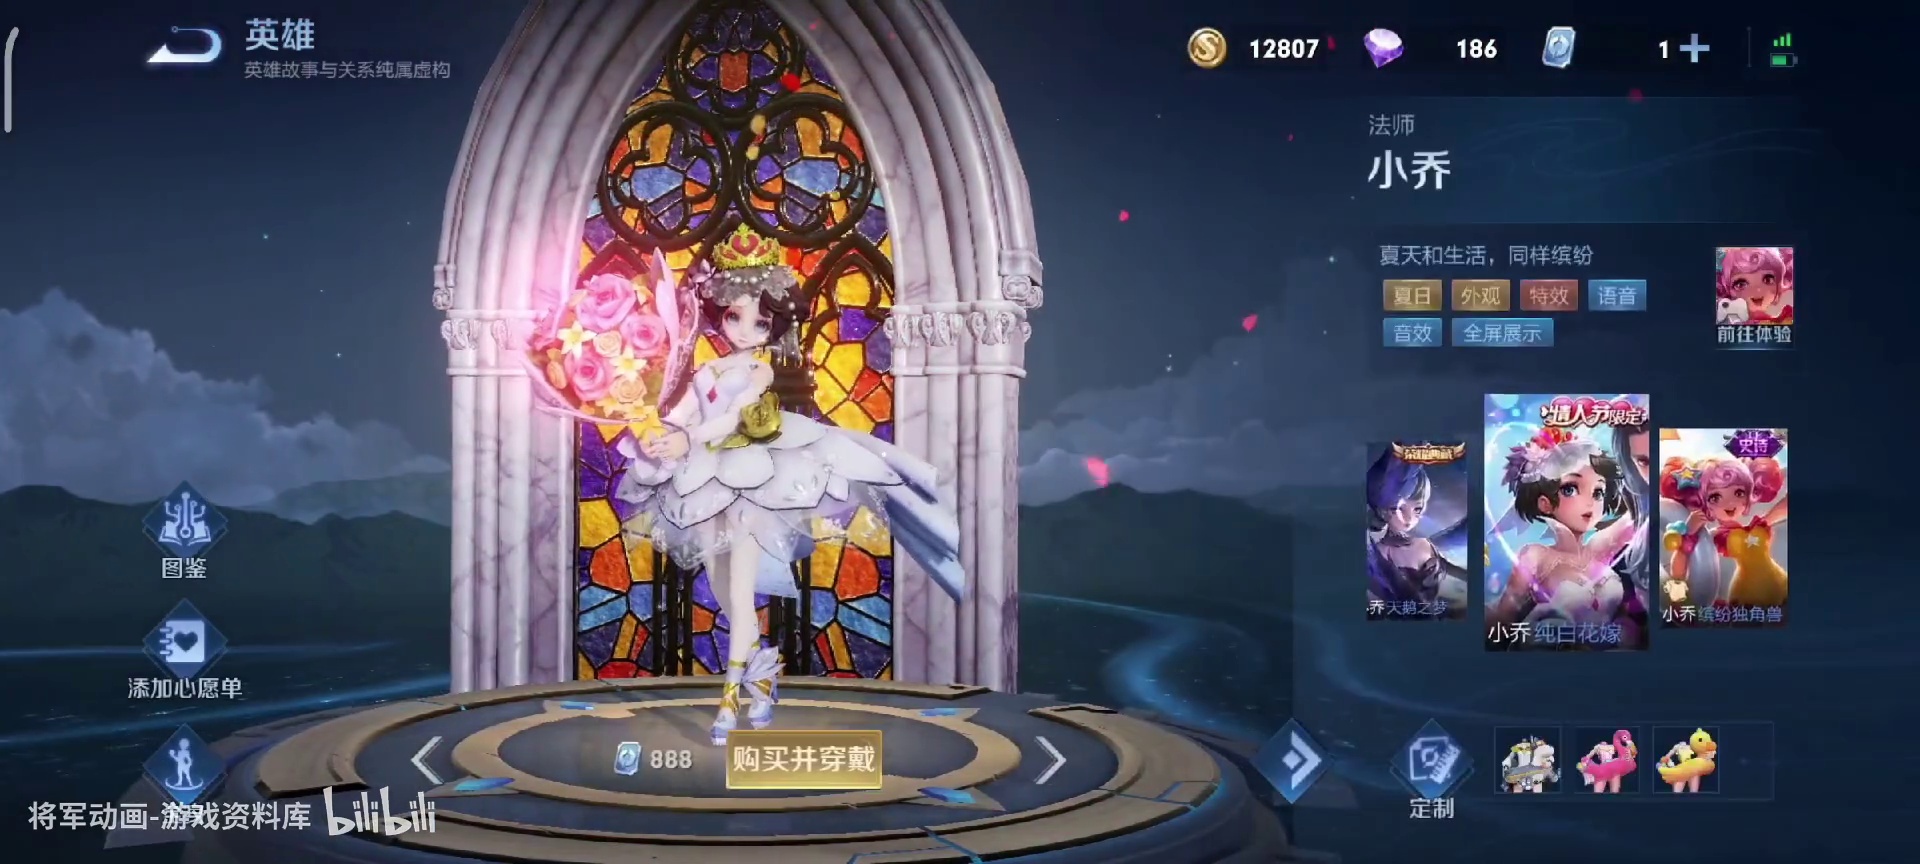 英雄
英雄故事与关系纯属虚构
12807
186
1
法师
小乔
夏天和生活，同样缤纷
夏日 外观 特效 语音
音效 全屏展示
前往体验
荣耀典藏
乔 天鹅之梦
情人节限定
小乔 纯白花嫁
史诗
小乔 缤纷独角兽
图鉴
添加心愿单
888
购买并穿戴
定制
将军动画-游戏资料库 bilibili